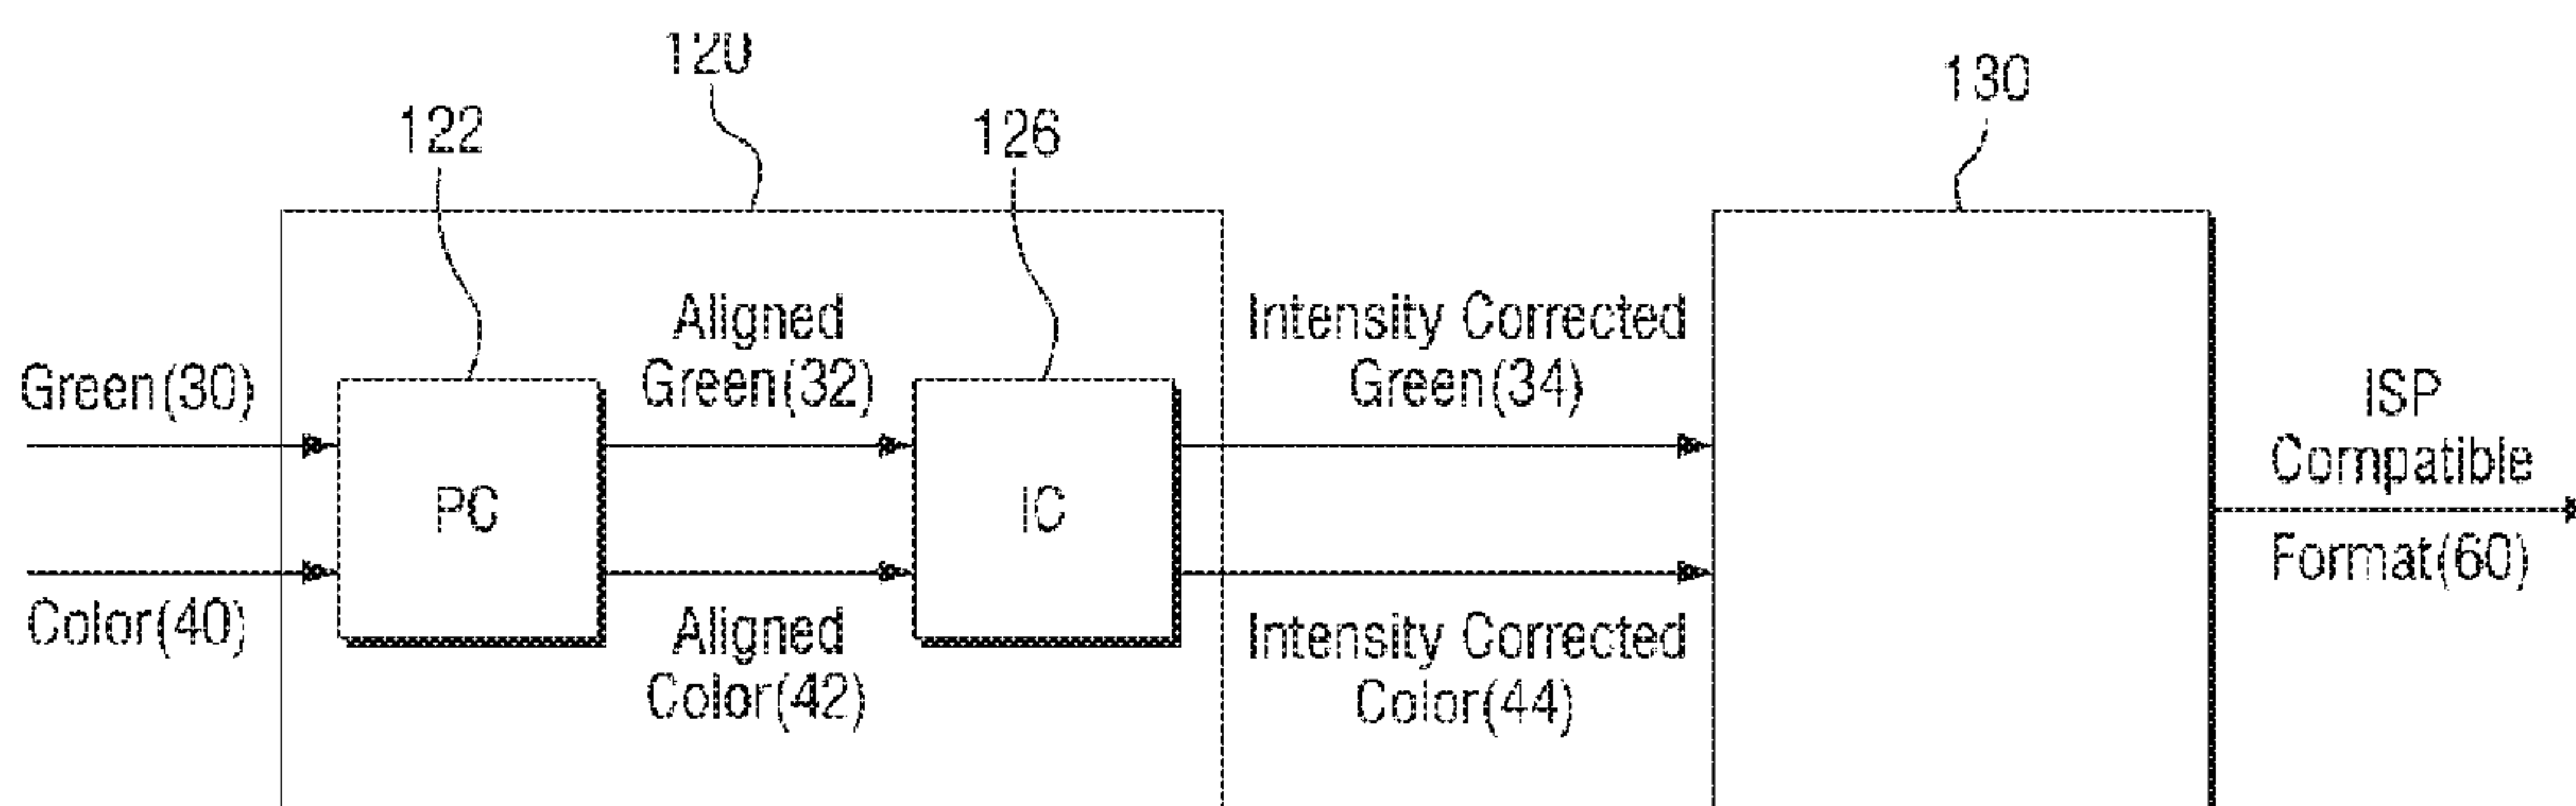 120
130
122
126
Aligned
Green(32)
Intensity Corrected
Green(34)
Green(30)
ISP
Compatible
Format(60)
PC
IC
Color(40)
Aligned
Color(42)
Intensity Corrected
Color(44)